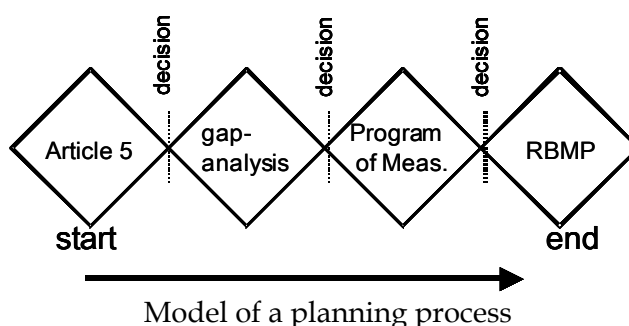 decision
decision
decision
Article 5
gap-
analysis
Program
of Meas.
RBMP
start
end
Model of a planning process